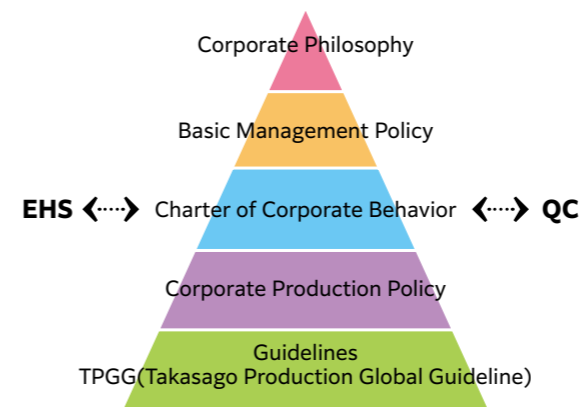 Corporate Philosophy
Basic Management Policy
EHS Charter of Corporate Behavior QC
Corporate Production Policy
Guidelines
TPGG(Takasago Production Global Guideline)